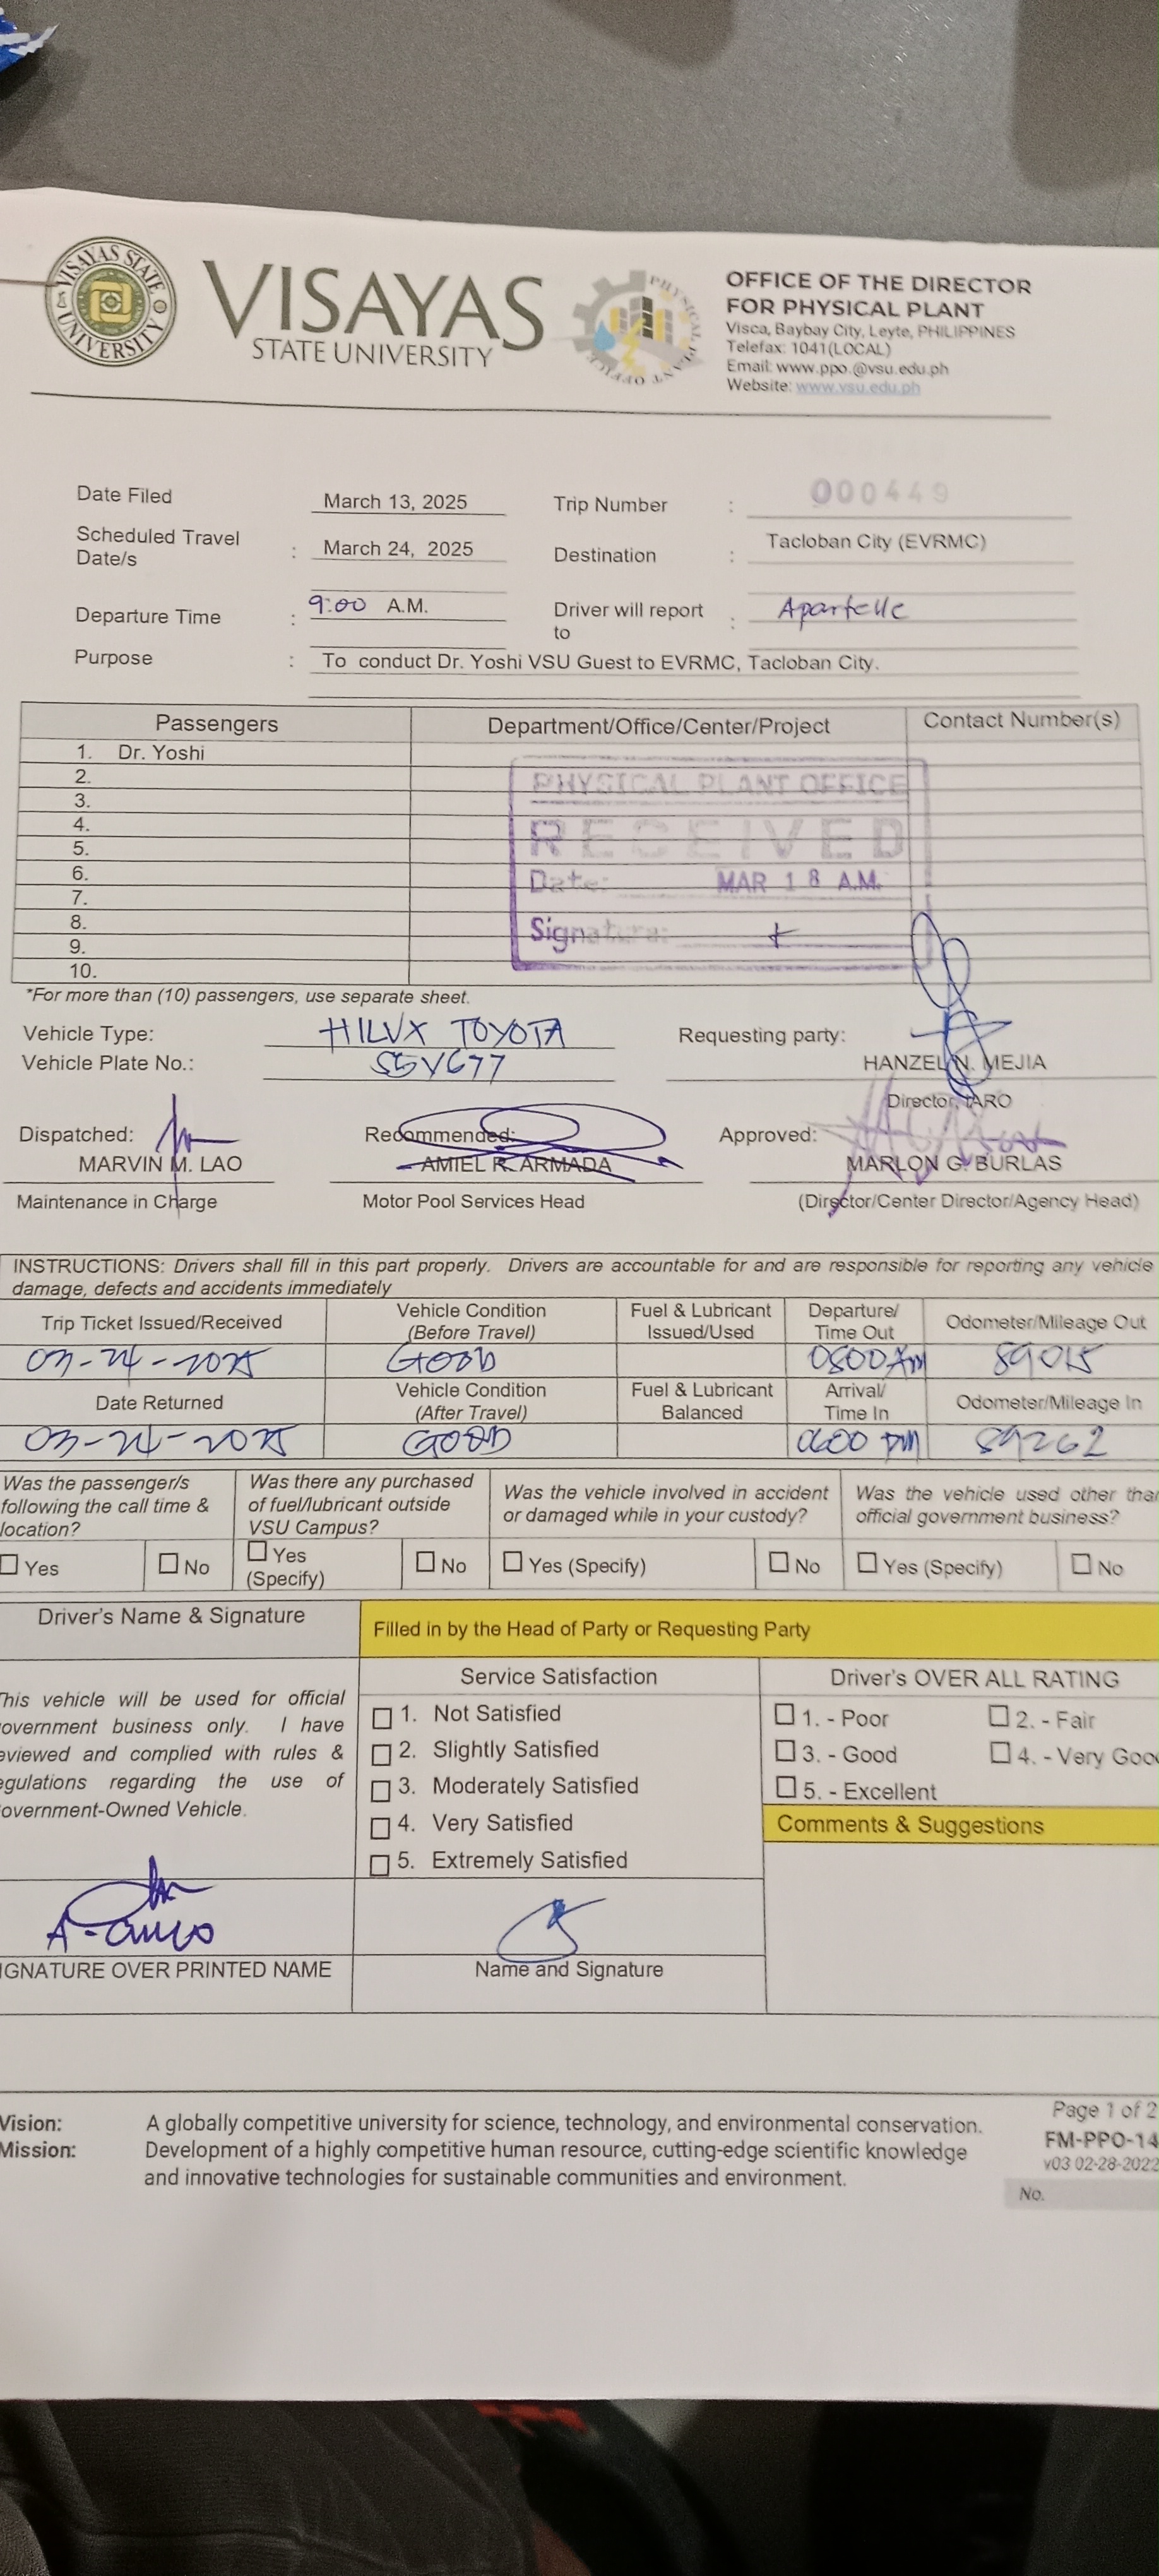 VISAYAS STATE UNIVERSITY
VISAYAS
STATE UNIVERSITY
PHYSICAL PLANT OFFICE
OFFICE OF THE DIRECTOR
FOR PHYSICAL PLANT
Visca, Baybay City, Leyte, PHILIPPINES
Telefax: 1041(LOCAL)
Email: www.ppo.@vsu.edu.ph
Website: www.vsu.edu.ph
Date Filed March 13, 2025 Trip Number : 000449
Scheduled Travel Date/s : March 24, 2025 Destination : Tacloban City (EVRMC)
Departure Time : 9:00 A.M. Driver will report to : Apartelle
Purpose : To conduct Dr. Yoshi VSU Guest to EVRMC, Tacloban City.
Passengers Department/Office/Center/Project Contact Number(s)
1. Dr. Yoshi
2.
3.
4.
5.
6.
7.
8.
9.
10.
PHYSICAL PLANT OFFICE
RECEIVED
Date: MAR 18 A.M.
Signature:
*For more than (10) passengers, use separate sheet.
Vehicle Type: HILUX TOYOTA Requesting party:
Vehicle Plate No.: S5V677 HANZEL N. MEJIA
Director, IARO
Dispatched: Recommended: Approved:
MARVIN M. LAO AMIEL R. ARMADA MARLON G. BURLAS
Maintenance in Charge Motor Pool Services Head (Director/Center Director/Agency Head)
INSTRUCTIONS: Drivers shall fill in this part properly. Drivers are accountable for and are responsible for reporting any vehicle
damage, defects and accidents immediately
Trip Ticket Issued/Received Vehicle Condition (Before Travel) Fuel & Lubricant Issued/Used Departure/ Time Out Odometer/Mileage Out
03-24-2025 GOOD 0800 AM 89015
Date Returned Vehicle Condition (After Travel) Fuel & Lubricant Balanced Arrival/ Time In Odometer/Mileage In
03-24-2025 GOOD 0600 PM 89262
Was the passenger/s following the call time & location? Was there any purchased of fuel/lubricant outside VSU Campus? Was the vehicle involved in accident or damaged while in your custody? Was the vehicle used other than official government business?
Yes No Yes (Specify) No Yes (Specify) No Yes (Specify) No
Driver's Name & Signature Filled in by the Head of Party or Requesting Party
Service Satisfaction Driver's OVER ALL RATING
This vehicle will be used for official
government business only. I have
reviewed and complied with rules &
regulations regarding the use of
Government-Owned Vehicle.
1. Not Satisfied
2. Slightly Satisfied
3. Moderately Satisfied
4. Very Satisfied
5. Extremely Satisfied
1. - Poor 2. - Fair
3. - Good 4. - Very Good
5. - Excellent
Comments & Suggestions
IGNATURE OVER PRINTED NAME Name and Signature
Vision: A globally competitive university for science, technology, and environmental conservation.
Mission: Development of a highly competitive human resource, cutting-edge scientific knowledge
and innovative technologies for sustainable communities and environment.
Page 1 of 2
FM-PPO-14
v03 02-28-2022
No.